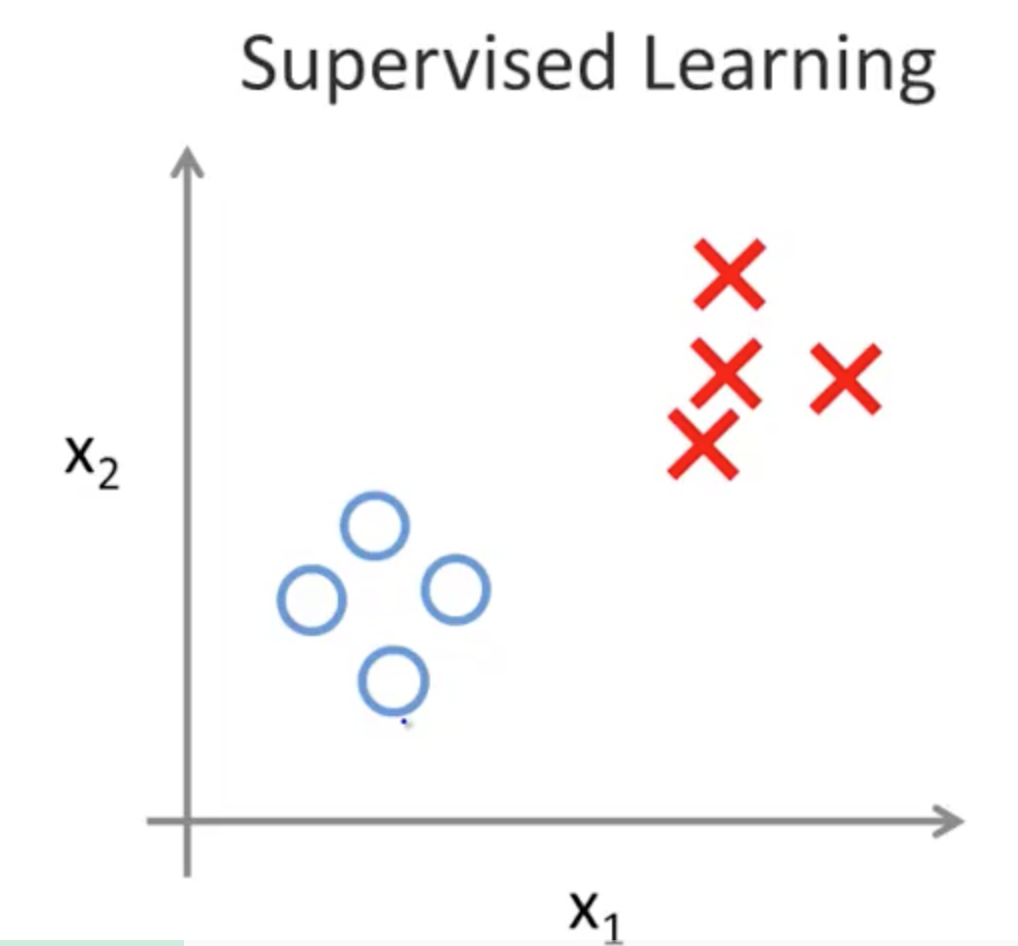 Supervised Learning
x₂
x₁